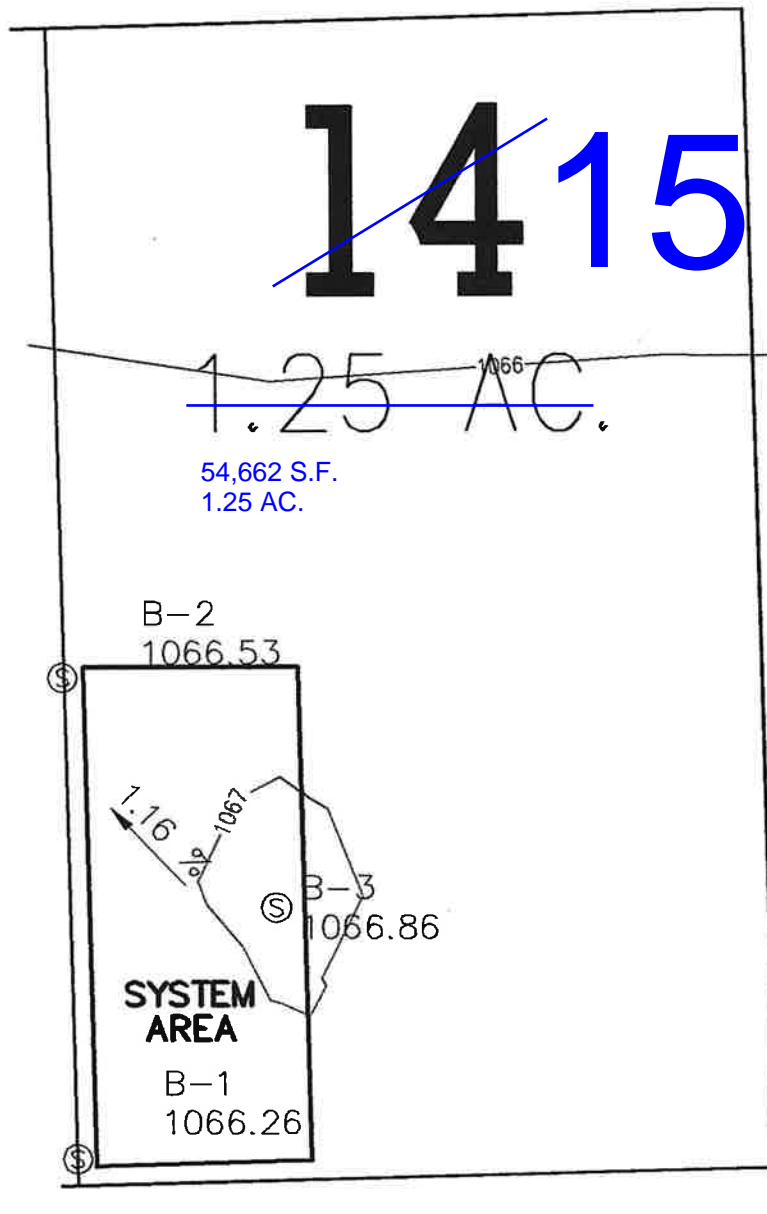 14 15
1066
1.25 AC.
54,662 S.F.
1.25 AC.
B-2
1066.53
S
1.16 %
1067
B-3
S
1066.86
SYSTEM
AREA
B-1
1066.26
S